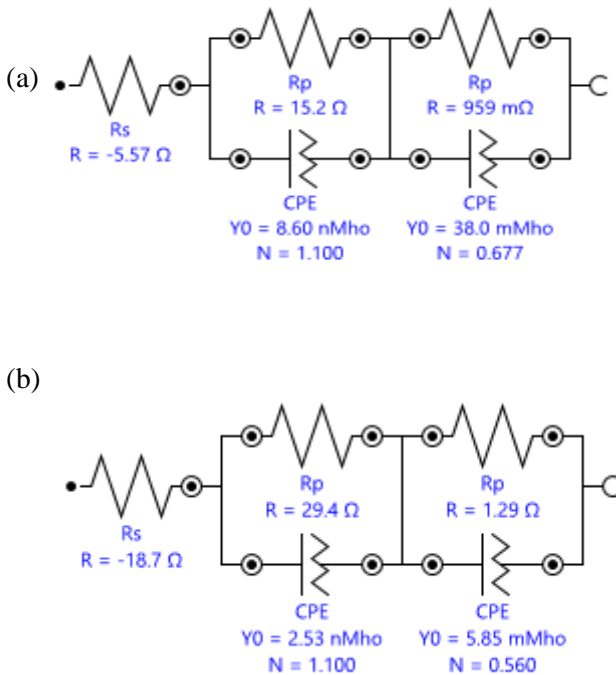 (a)
Rs
R = -5.57 Ω
Rp
R = 15.2 Ω
Rp
R = 959 mΩ
CPE
Y0 = 8.60 nMho
N = 1.100
CPE
Y0 = 38.0 mMho
N = 0.677
(b)
Rs
R = -18.7 Ω
Rp
R = 29.4 Ω
Rp
R = 1.29 Ω
CPE
Y0 = 2.53 nMho
N = 1.100
CPE
Y0 = 5.85 mMho
N = 0.560